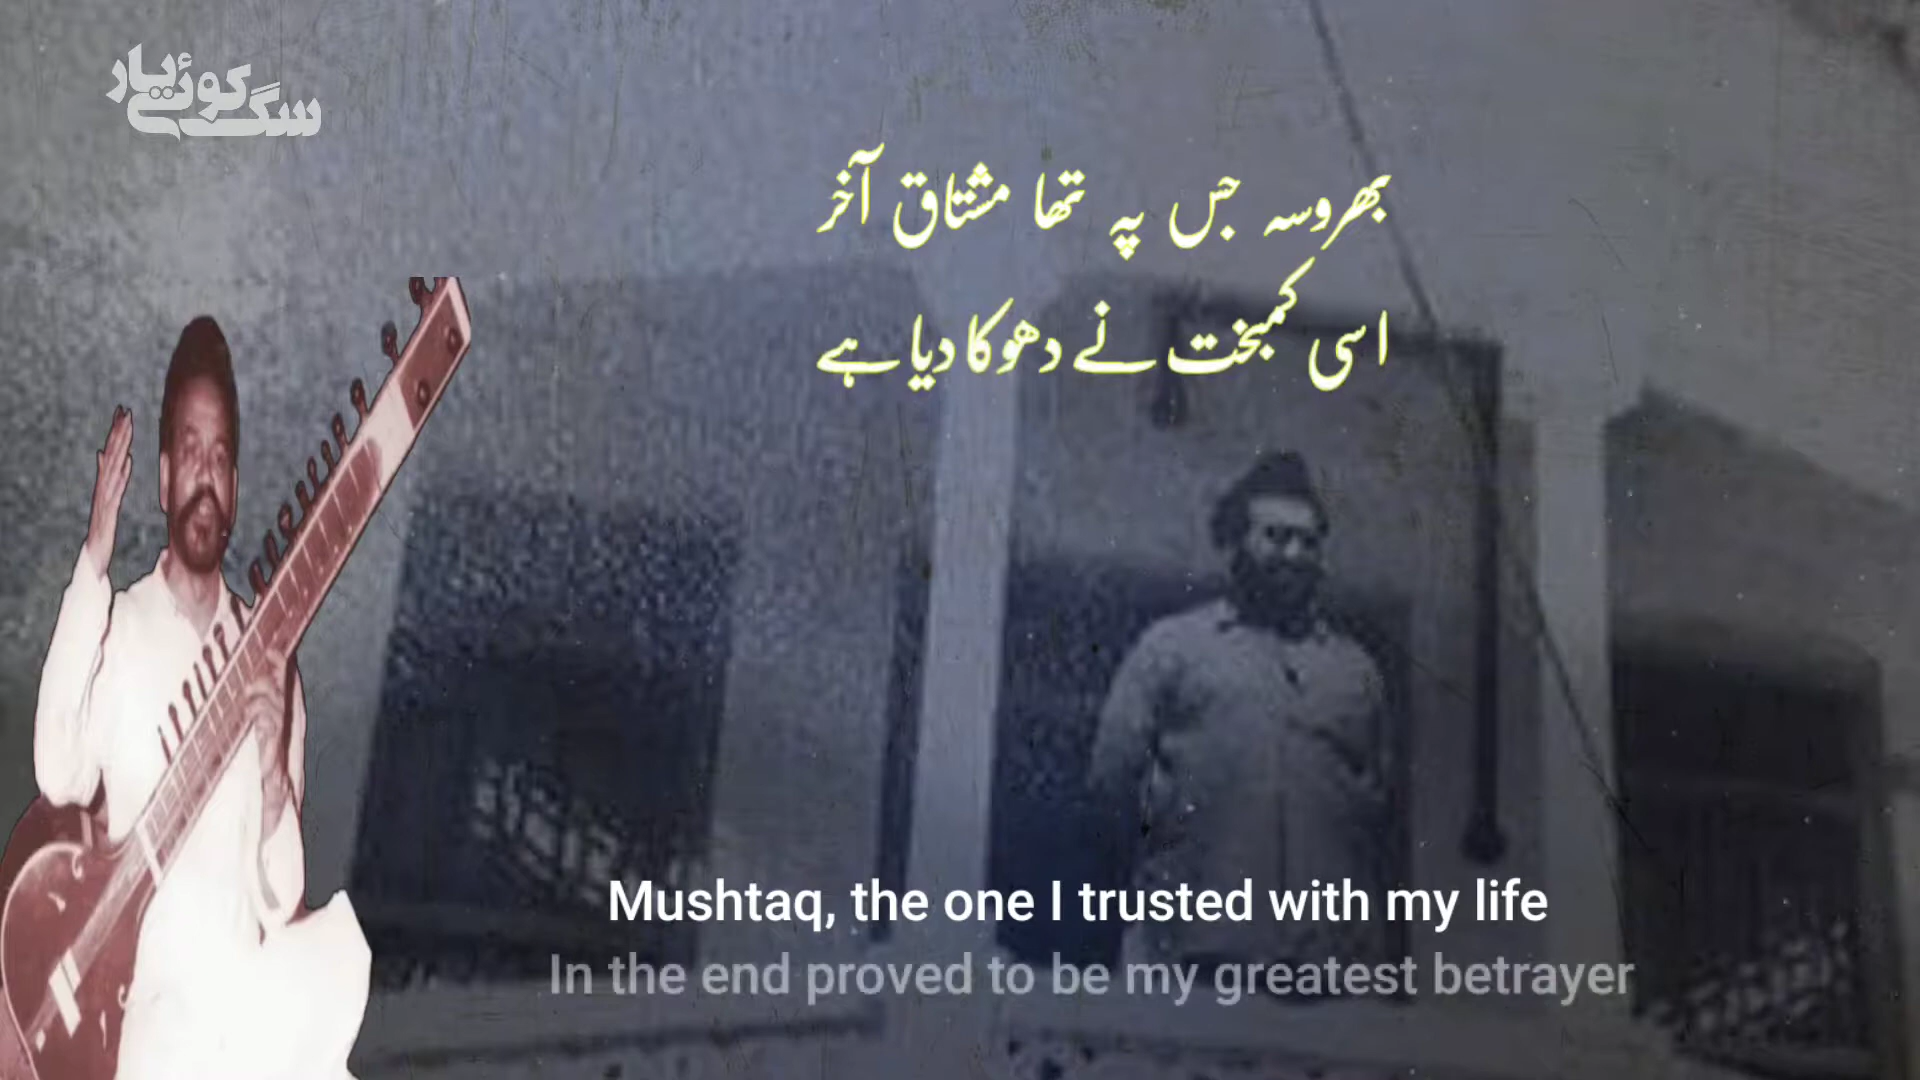 سگ کوئے یار
بھروسہ جس پہ تھا مشتاق آخر
اسی کمبخت نے دھوکا دیا ہے
Mushtaq, the one I trusted with my life
In the end proved to be my greatest betrayer